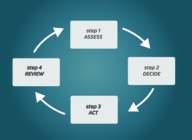 step 1
ASSESS
step 2
DECIDE
step 3
ACT
step 4
REVIEW